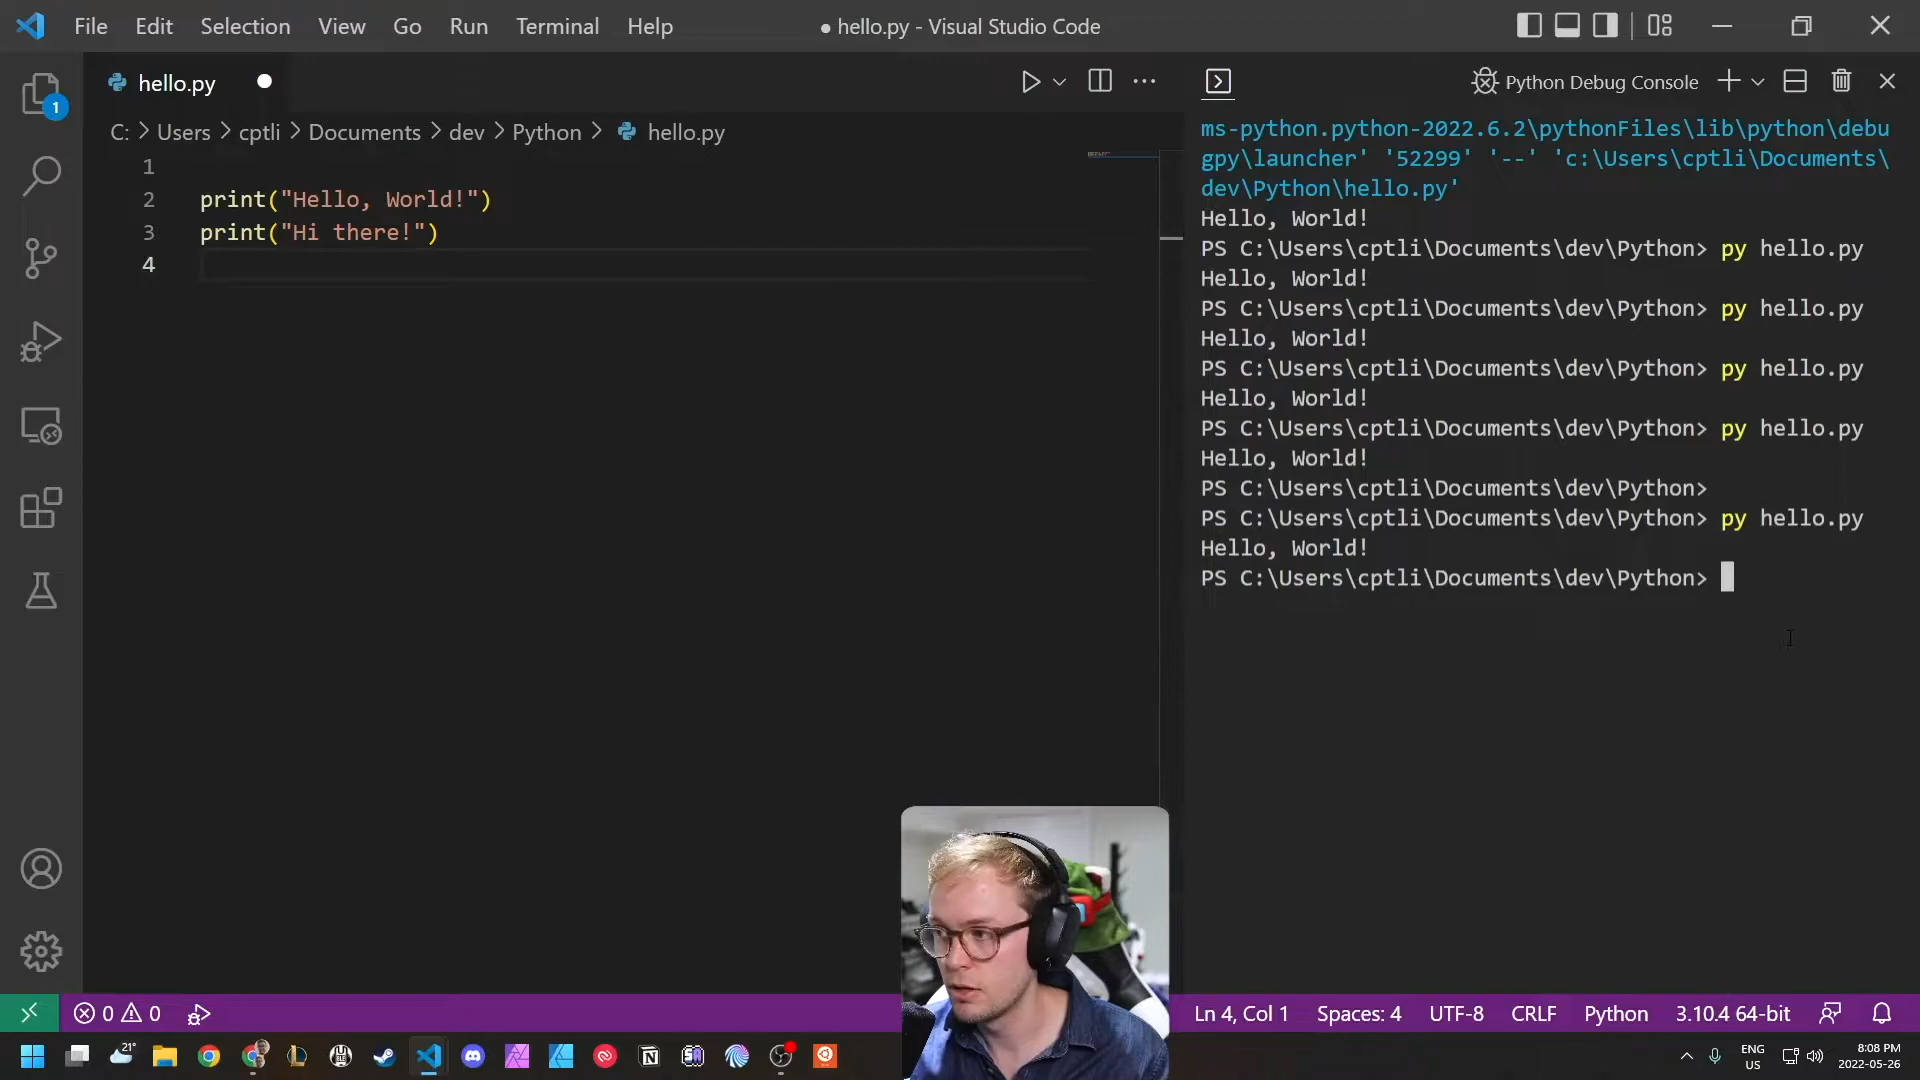 File Edit Selection View Go Run Terminal Help
● hello.py - Visual Studio Code
hello.py
C: > Users > cptli > Documents > dev > Python > hello.py
1
2 print("Hello, World!")
3 print("Hi there!")
4
1
Python Debug Console
ms-python.python-2022.6.2\pythonFiles\lib\python\debu
gpy\launcher' '52299' '--' 'c:\Users\cptli\Documents\
dev\Python\hello.py'
Hello, World!
PS C:\Users\cptli\Documents\dev\Python> py hello.py
Hello, World!
PS C:\Users\cptli\Documents\dev\Python> py hello.py
Hello, World!
PS C:\Users\cptli\Documents\dev\Python> py hello.py
Hello, World!
PS C:\Users\cptli\Documents\dev\Python> py hello.py
Hello, World!
PS C:\Users\cptli\Documents\dev\Python>
PS C:\Users\cptli\Documents\dev\Python> py hello.py
Hello, World!
PS C:\Users\cptli\Documents\dev\Python>
0 0
Ln 4, Col 1 Spaces: 4 UTF-8 CRLF Python 3.10.4 64-bit
21°
ENG
US
8:08 PM
2022-05-26